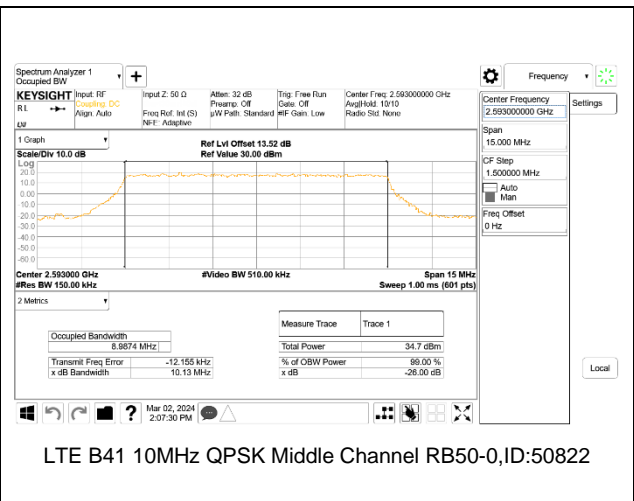 Spectrum Analyzer 1
Occupied BW
Frequency
KEYSIGHT
Input: RF
Coupling: DC
Align: Auto
Input Z: 50 Ω
Freq Ref: Int (S)
NFE: Adaptive
Atten: 32 dB
Preamp: Off
µW Path: Standard
Trig: Free Run
Gate: Off
#IF Gain: Low
Center Freq: 2.593000000 GHz
Avg|Hold: 10/10
Radio Std: None
RL
Center Frequency
2.593000000 GHz
Settings
Span
15.000 MHz
CF Step
1.500000 MHz
Auto
Man
Freq Offset
0 Hz
Local
1 Graph
Scale/Div 10.0 dB
Ref Lvl Offset 13.52 dB
Ref Value 30.00 dBm
Log
20.0
10.0
0.00
-10.0
-20.0
-30.0
-40.0
-50.0
-60.0
Center 2.593000 GHz
#Res BW 150.00 kHz
#Video BW 510.00 kHz
Span 15 MHz
Sweep 1.00 ms (601 pts)
2 Metrics
Measure Trace Trace 1
Occupied Bandwidth
8.9874 MHz
Total Power 34.7 dBm
Transmit Freq Error -12.155 kHz
% of OBW Power 99.00 %
x dB Bandwidth 10.13 MHz
x dB -26.00 dB
?
Mar 02, 2024
2:07:30 PM
LTE B41 10MHz QPSK Middle Channel RB50-0,ID:50822